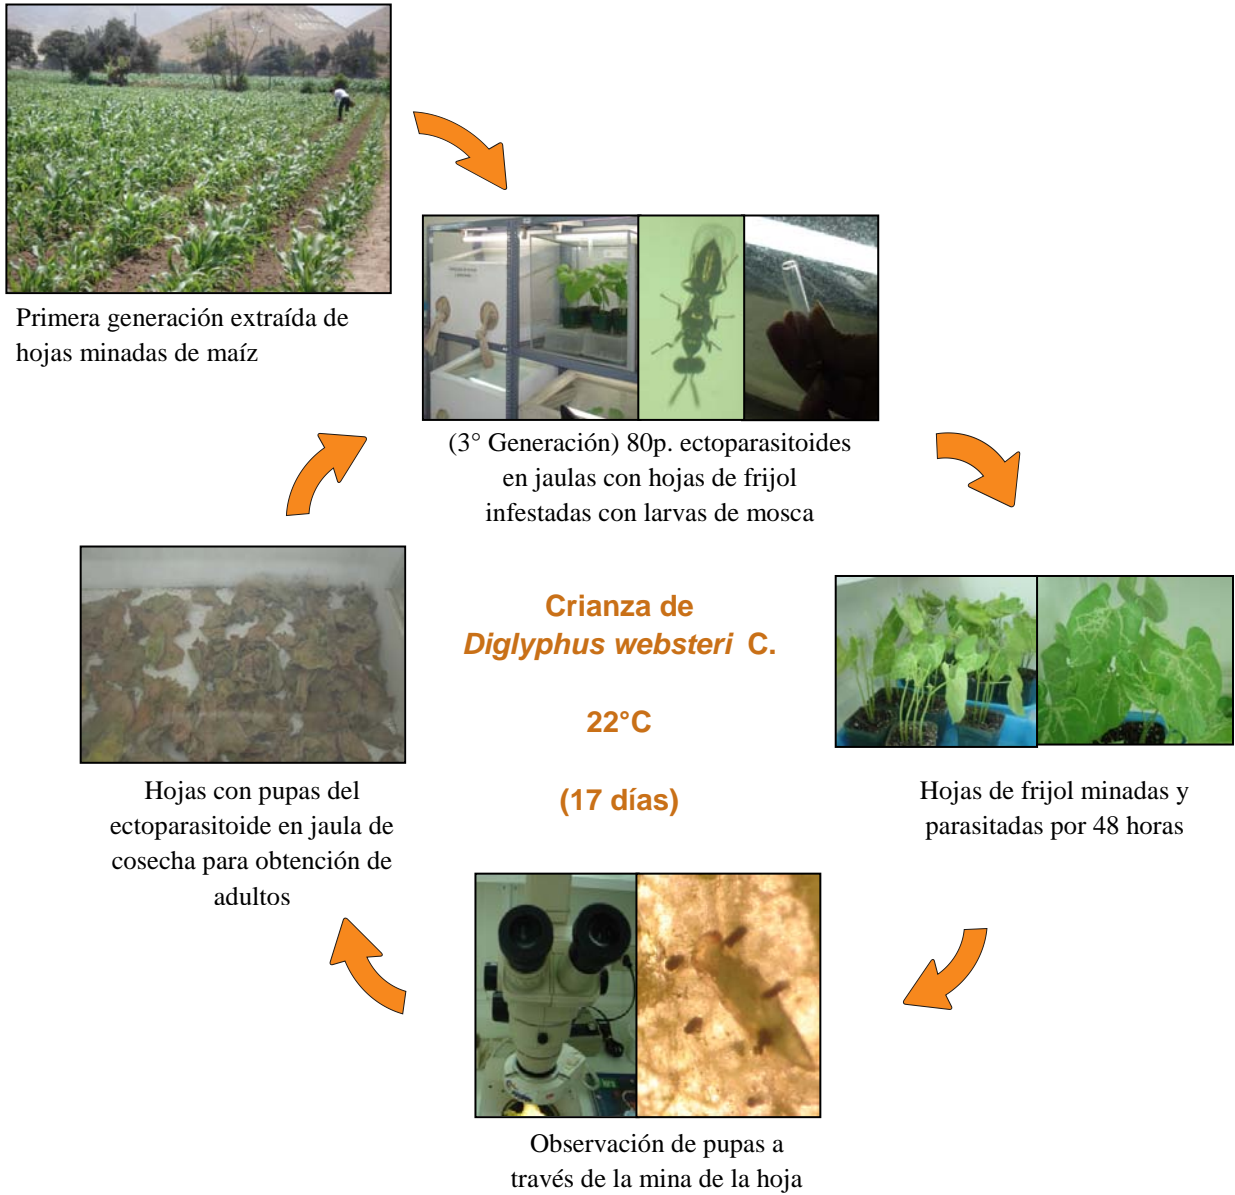 Primera generación extraída de
hojas minadas de maíz
(3° Generación) 80p. ectoparasitoides
en jaulas con hojas de frijol
infestadas con larvas de mosca
Crianza de
Diglyphus websteri C.
22°C
(17 días)
Hojas con pupas del
ectoparasitoide en jaula de
cosecha para obtención de
adultos
Hojas de frijol minadas y
parasitadas por 48 horas
Observación de pupas a
través de la mina de la hoja